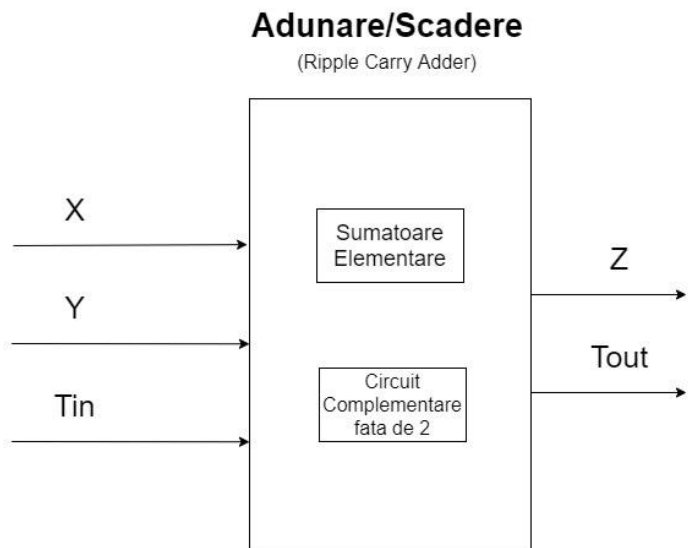 Adunare/Scadere
(Ripple Carry Adder)
X
Sumatoare
Elementare
Z
Y
Tout
Circuit
Complementare
fata de 2
Tin